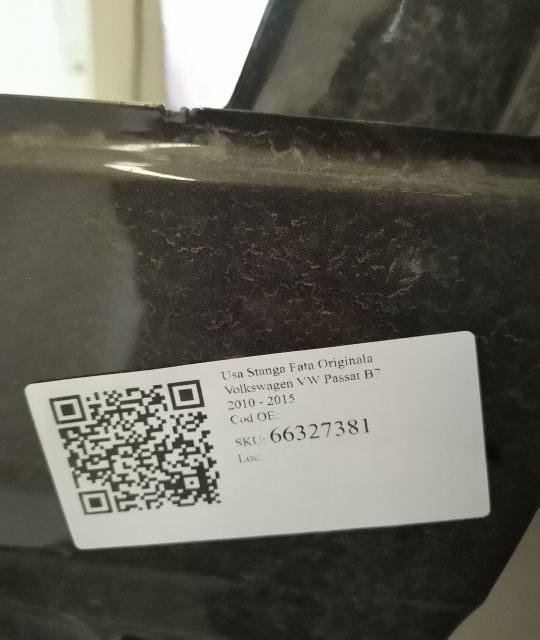 Usa Stanga Fata Originala
Volkswagen VW Passat B7
2010 - 2015
Cod OE:
SKU: 66327381
Loc: